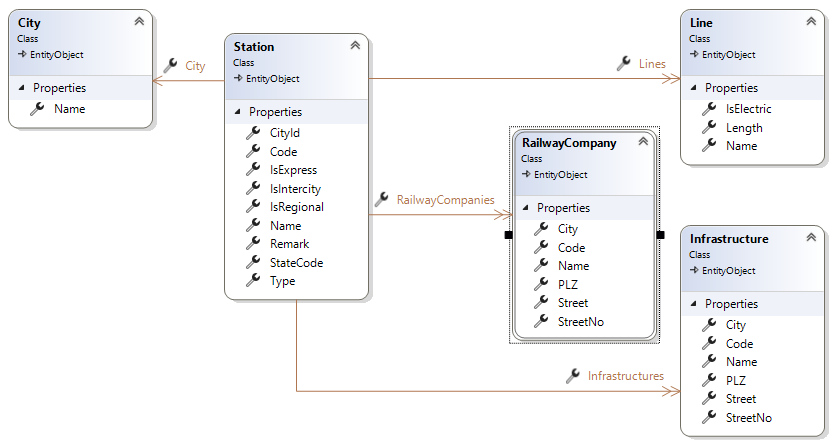 City
Class
EntityObject
Properties
Name
City
Station
Class
EntityObject
Properties
CityId
Code
IsExpress
IsIntercity
IsRegional
Name
Remark
StateCode
Type
Lines
Line
Class
EntityObject
Properties
IsElectric
Length
Name
RailwayCompanies
RailwayCompany
Class
EntityObject
Properties
City
Code
Name
PLZ
Street
StreetNo
Infrastructures
Infrastructure
Class
EntityObject
Properties
City
Code
Name
PLZ
Street
StreetNo